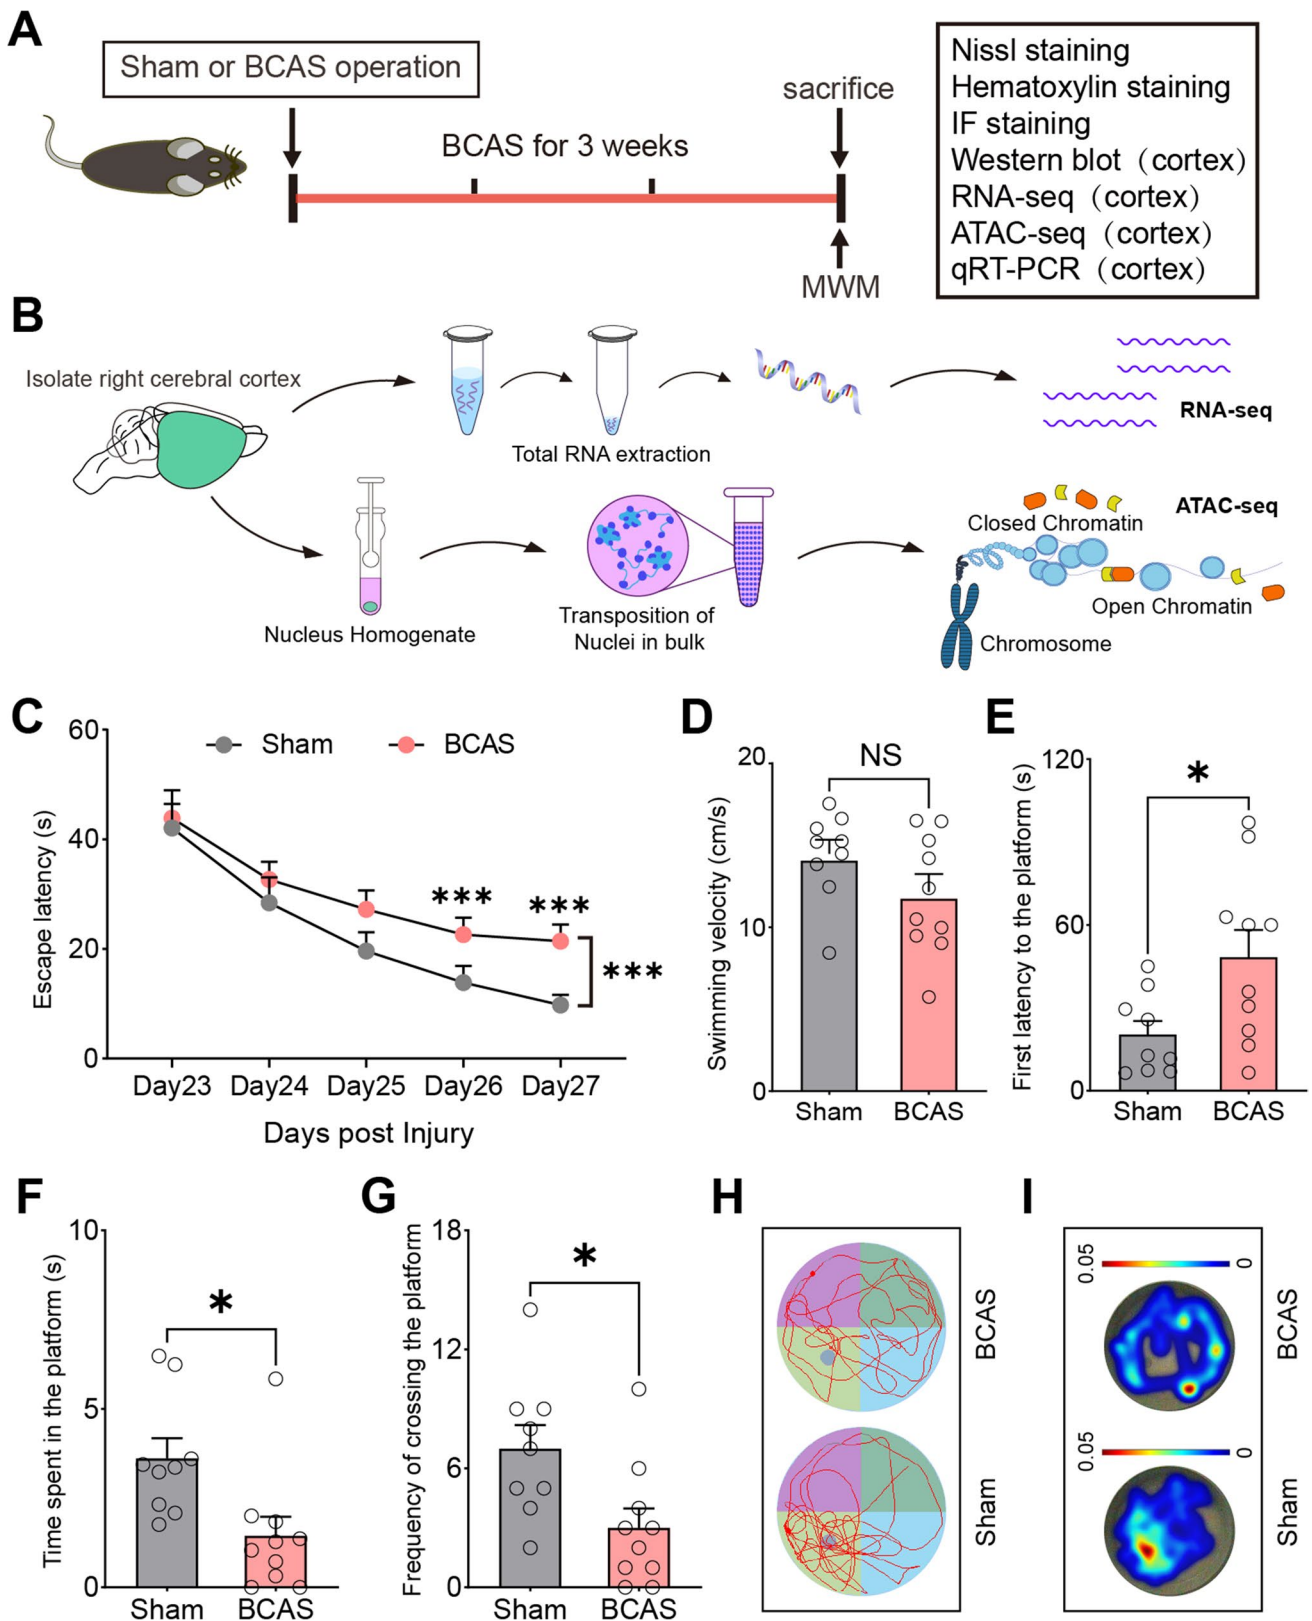 A
Sham or BCAS operation
BCAS for 3 weeks
sacrifice
MWM
Nissl staining
Hematoxylin staining
IF staining
Western blot（cortex）
RNA-seq（cortex）
ATAC-seq（cortex）
qRT-PCR（cortex）
B
Isolate right cerebral cortex
Total RNA extraction
RNA-seq
Nucleus Homogenate
Transposition of
Nuclei in bulk
ATAC-seq
Closed Chromatin
Open Chromatin
Chromosome
C
Sham
BCAS
Escape latency (s)
60
40
20
0
***
***
***
Day23 Day24 Day25 Day26 Day27
Days post Injury
D
Swimming velocity (cm/s)
20
10
0
NS
Sham BCAS
E
First latency to the platform (s)
120
60
0
*
Sham BCAS
F
Time spent in the platform (s)
10
5
0
*
Sham BCAS
G
Frequency of crossing the platform
18
12
6
0
*
Sham BCAS
H
BCAS
Sham
I
0.05
0
BCAS
0.05
0
Sham